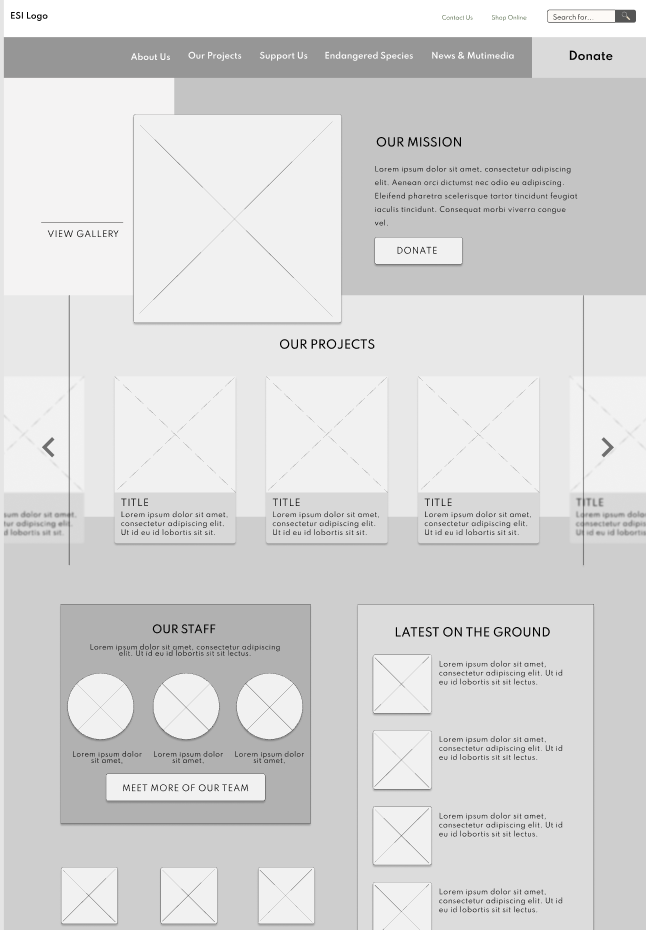 ESI Logo
Contact Us
Shop Online
Search for...
About Us
Our Projects
Support Us
Endangered Species
News & Mutimedia
Donate
OUR MISSION
Lorem ipsum dolor sit amet, consectetur adipiscing
elit. Aenean orci dictumst nec odio eu adipiscing.
Eleifend pharetra scelerisque tortor tincidunt feugiat
iaculis tincidunt. Consequat morbi viverra congue
vel.
DONATE
VIEW GALLERY
OUR PROJECTS
sum dolor sit amet,
tur adipiscing elit.
d lobortis sit sit.
TITLE
Lorem ipsum dolor sit amet,
consectetur adipiscing elit.
Ut id eu id lobortis sit sit.
TITLE
Lorem ipsum dolor sit amet,
consectetur adipiscing elit.
Ut id eu id lobortis sit sit.
TITLE
Lorem ipsum dolor sit amet,
consectetur adipiscing elit.
Ut id eu id lobortis sit sit.
TITLE
Lorem ipsum dolor si
consectetur adipisci
Ut id eu id lobortis si
OUR STAFF
Lorem ipsum dolor sit amet, consectetur adipiscing
elit. Ut id eu id lobortis sit sit lectus.
Lorem ipsum dolor
sit amet,
Lorem ipsum dolor
sit amet,
Lorem ipsum dolor
sit amet,
MEET MORE OF OUR TEAM
LATEST ON THE GROUND
Lorem ipsum dolor sit amet,
consectetur adipiscing elit. Ut id
eu id lobortis sit sit lectus.
Lorem ipsum dolor sit amet,
consectetur adipiscing elit. Ut id
eu id lobortis sit sit lectus.
Lorem ipsum dolor sit amet,
consectetur adipiscing elit. Ut id
eu id lobortis sit sit lectus.
Lorem ipsum dolor sit amet,
consectetur adipiscing elit. Ut id
eu id lobortis sit sit lectus.